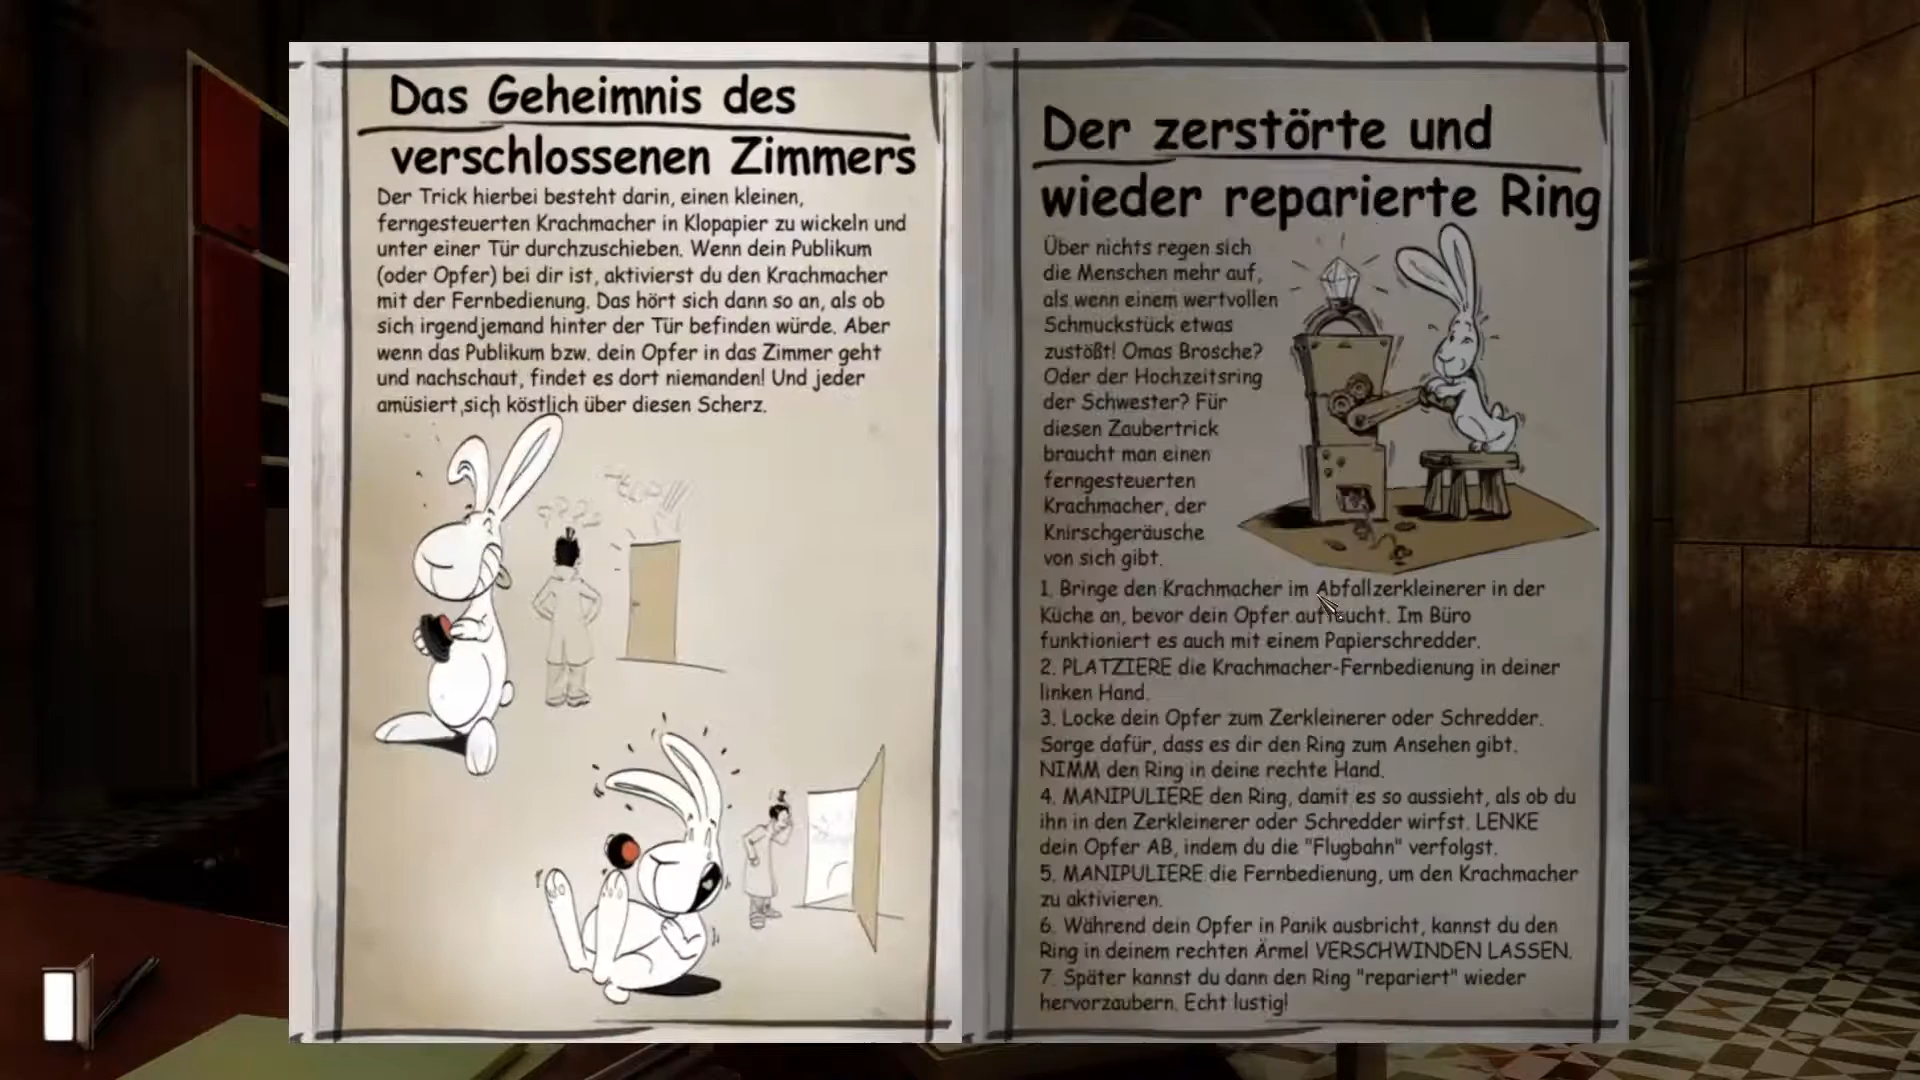 Das Geheimnis des
verschlossenen Zimmers
Der Trick hierbei besteht darin, einen kleinen,
ferngesteuerten Krachmacher in Klopapier zu wickeln und
unter einer Tür durchzuschieben. Wenn dein Publikum
(oder Opfer) bei dir ist, aktivierst du den Krachmacher
mit der Fernbedienung. Das hört sich dann so an, als ob
sich irgendjemand hinter der Tür befinden würde. Aber
wenn das Publikum bzw. dein Opfer in das Zimmer geht
und nachschaut, findet es dort niemanden! Und jeder
amüsiert sich köstlich über diesen Scherz.
Der zerstörte und
wieder reparierte Ring
Über nichts regen sich
die Menschen mehr auf,
als wenn einem wertvollen
Schmuckstück etwas
zustößt! Omas Brosche?
Oder der Hochzeitsring
der Schwester? Für
diesen Zaubertrick
braucht man einen
ferngesteuerten
Krachmacher, der
Knirschgeräusche
von sich gibt.
1. Bringe den Krachmacher im Abfallzerkleinerer in der
Küche an, bevor dein Opfer auftaucht. Im Büro
funktioniert es auch mit einem Papierschredder.
2. PLATZIERE die Krachmacher-Fernbedienung in deiner
linken Hand.
3. Locke dein Opfer zum Zerkleinerer oder Schredder.
Sorge dafür, dass es dir den Ring zum Ansehen gibt.
NIMM den Ring in deine rechte Hand.
4. MANIPULIERE den Ring, damit es so aussieht, als ob du
ihn in den Zerkleinerer oder Schredder wirfst. LENKE
dein Opfer AB, indem du die "Flugbahn" verfolgst.
5. MANIPULIERE die Fernbedienung, um den Krachmacher
zu aktivieren.
6. Während dein Opfer in Panik ausbricht, kannst du den
Ring in deinem rechten Ärmel VERSCHWINDEN LASSEN.
7. Später kannst du dann den Ring "repariert" wieder
hervorzaubern. Echt lustig!